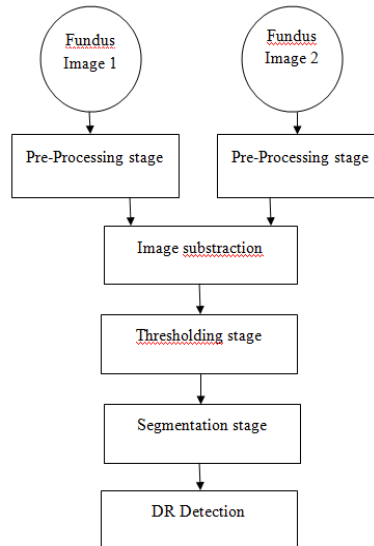 Fundus
Image 1
Fundus
Image 2
Pre-Processing stage
Pre-Processing stage
Image substraction
Thresholding stage
Segmentation stage
DR Detection